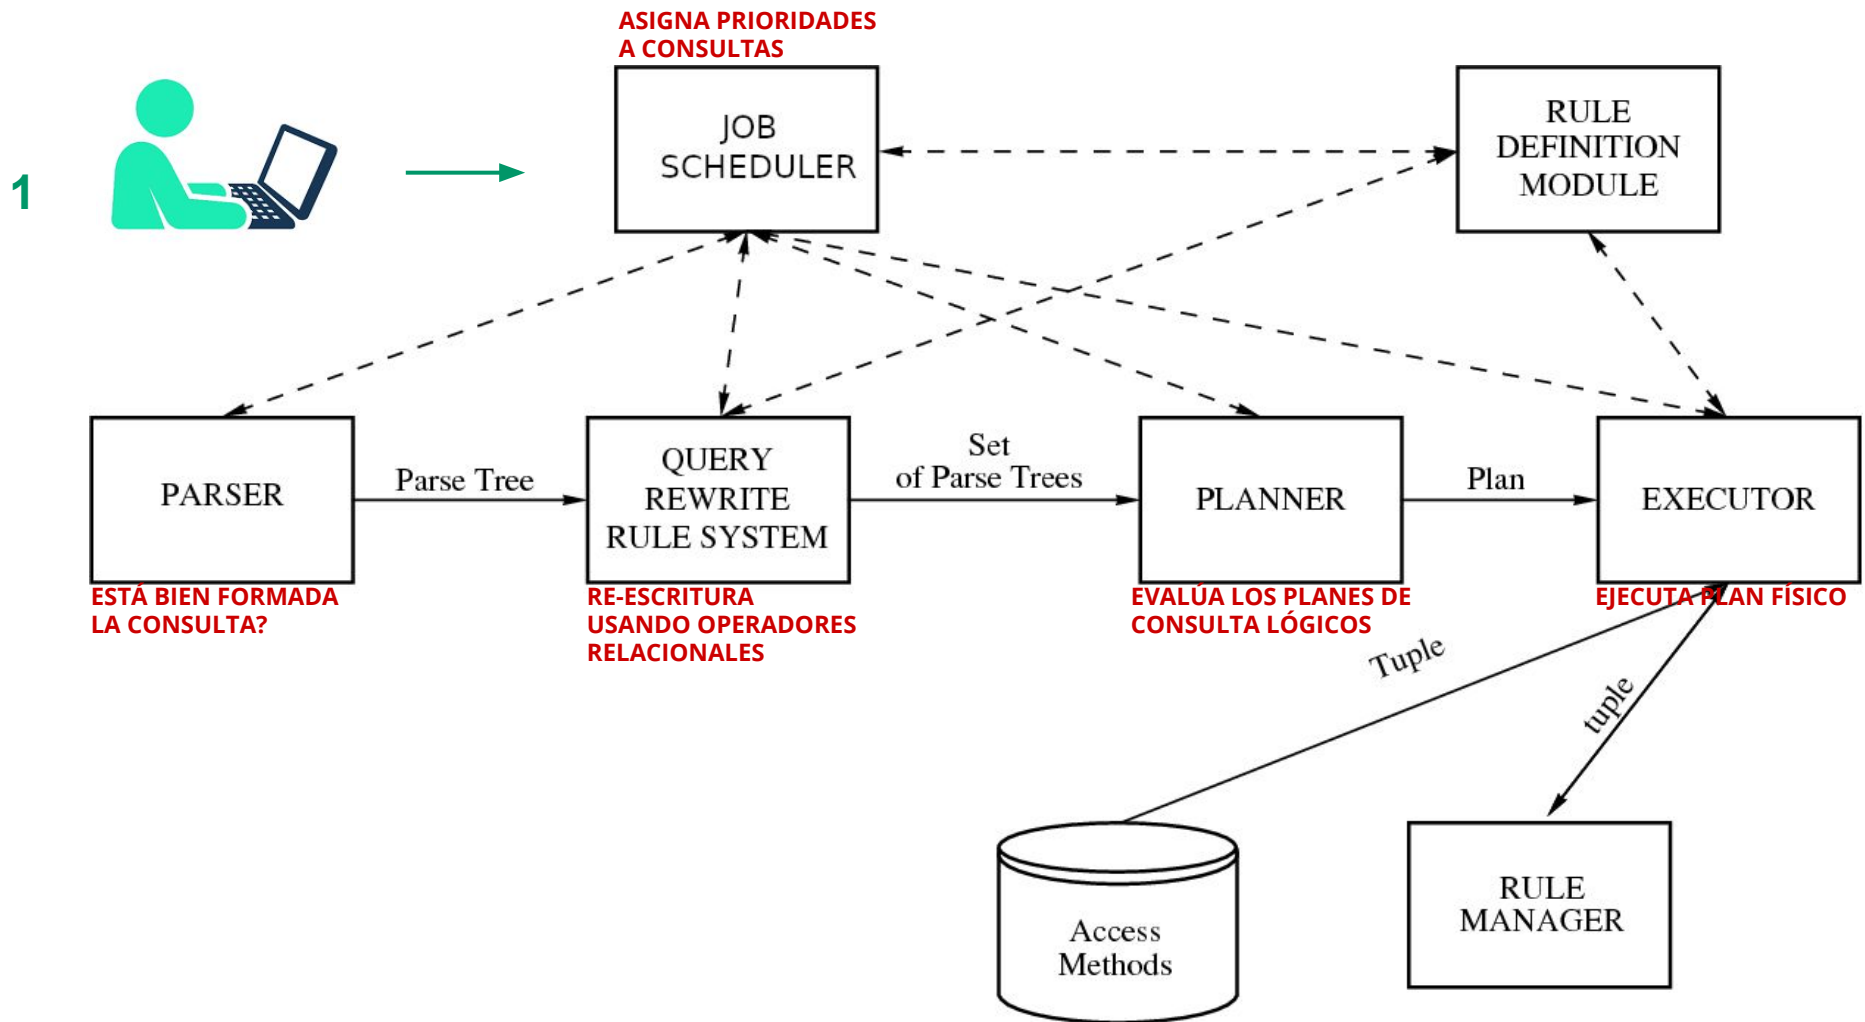 ASIGNA PRIORIDADES
A CONSULTAS
1
JOB
SCHEDULER
RULE
DEFINITION
MODULE
PARSER
Parse Tree
QUERY
REWRITE
RULE SYSTEM
Set
of Parse Trees
PLANNER
Plan
EXECUTOR
ESTÁ BIEN FORMADA
LA CONSULTA?
RE-ESCRITURA
USANDO OPERADORES
RELACIONALES
EVALÚA LOS PLANES DE
CONSULTA LÓGICOS
EJECUTA PLAN FÍSICO
Tuple
tuple
Access
Methods
RULE
MANAGER